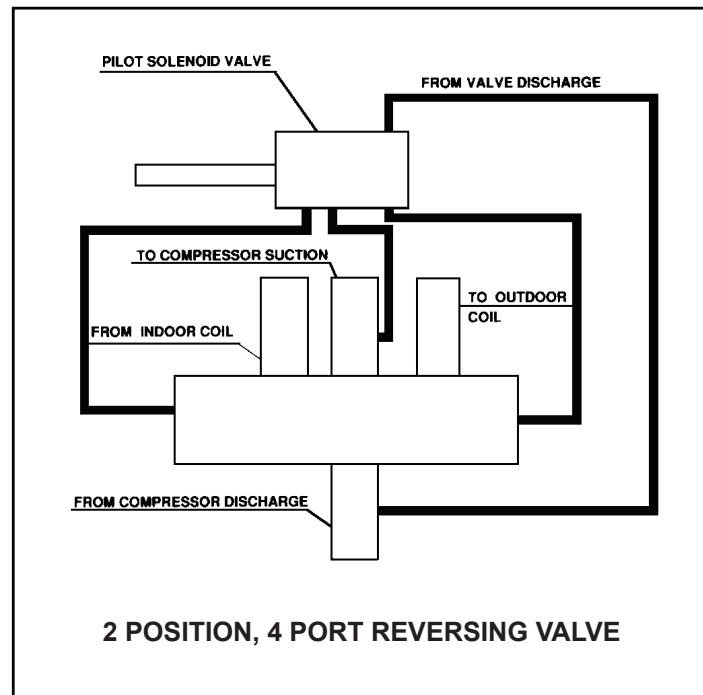 PILOT SOLENOID VALVE
FROM VALVE DISCHARGE
TO COMPRESSOR SUCTION
TO OUTDOOR
COIL
FROM INDOOR COIL
FROM COMPRESSOR DISCHARGE
2 POSITION, 4 PORT REVERSING VALVE